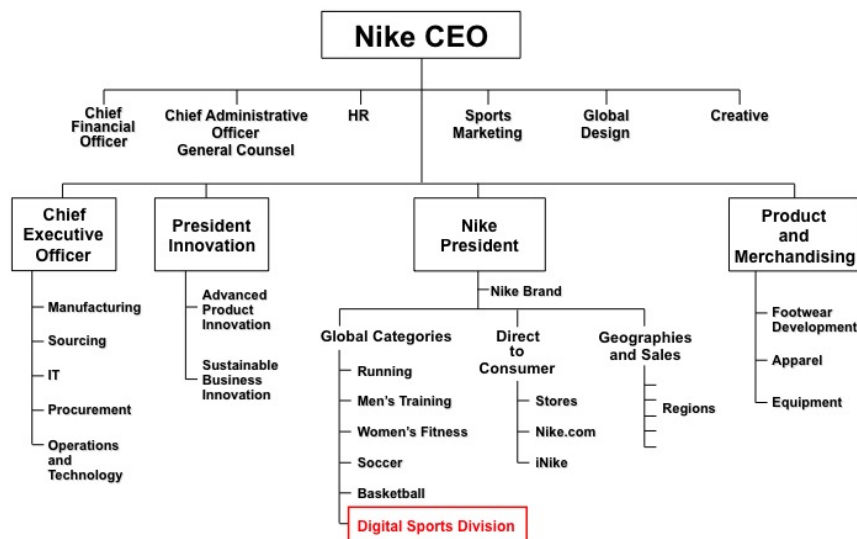 Nike CEO
Chief
Financial
Officer
Chief Administrative
Officer
General Counsel
HR
Sports
Marketing
Global
Design
Creative
Chief
Executive
Officer
Manufacturing
Sourcing
IT
Procurement
Operations
and
Technology
President
Innovation
Advanced
Product
Innovation
Sustainable
Business
Innovation
Nike
President
Nike Brand
Global Categories
Running
Men's Training
Women's Fitness
Soccer
Basketball
Digital Sports Division
Direct
to
Consumer
Stores
Nike.com
iNike
Geographies
and Sales
Regions
Product
and
Merchandising
Footwear
Development
Apparel
Equipment